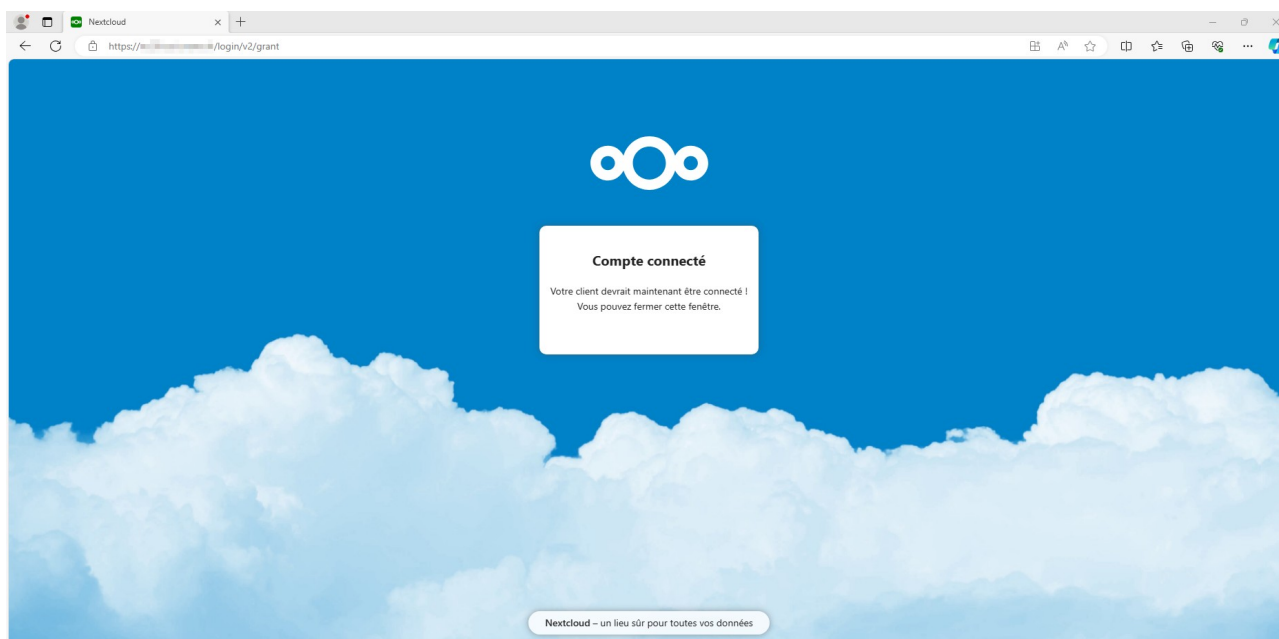 Nextcloud
https:// /login/v2/grant
Compte connecté
Votre client devrait maintenant être connecté !
Vous pouvez fermer cette fenêtre.
Nextcloud – un lieu sûr pour toutes vos données